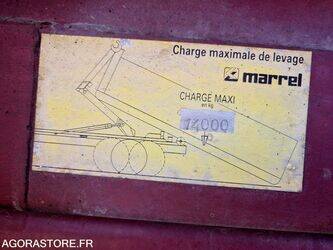 Charge maximale de levage
marrel
CHARGE MAXI
en kg
14000
AGORASTORE.FR